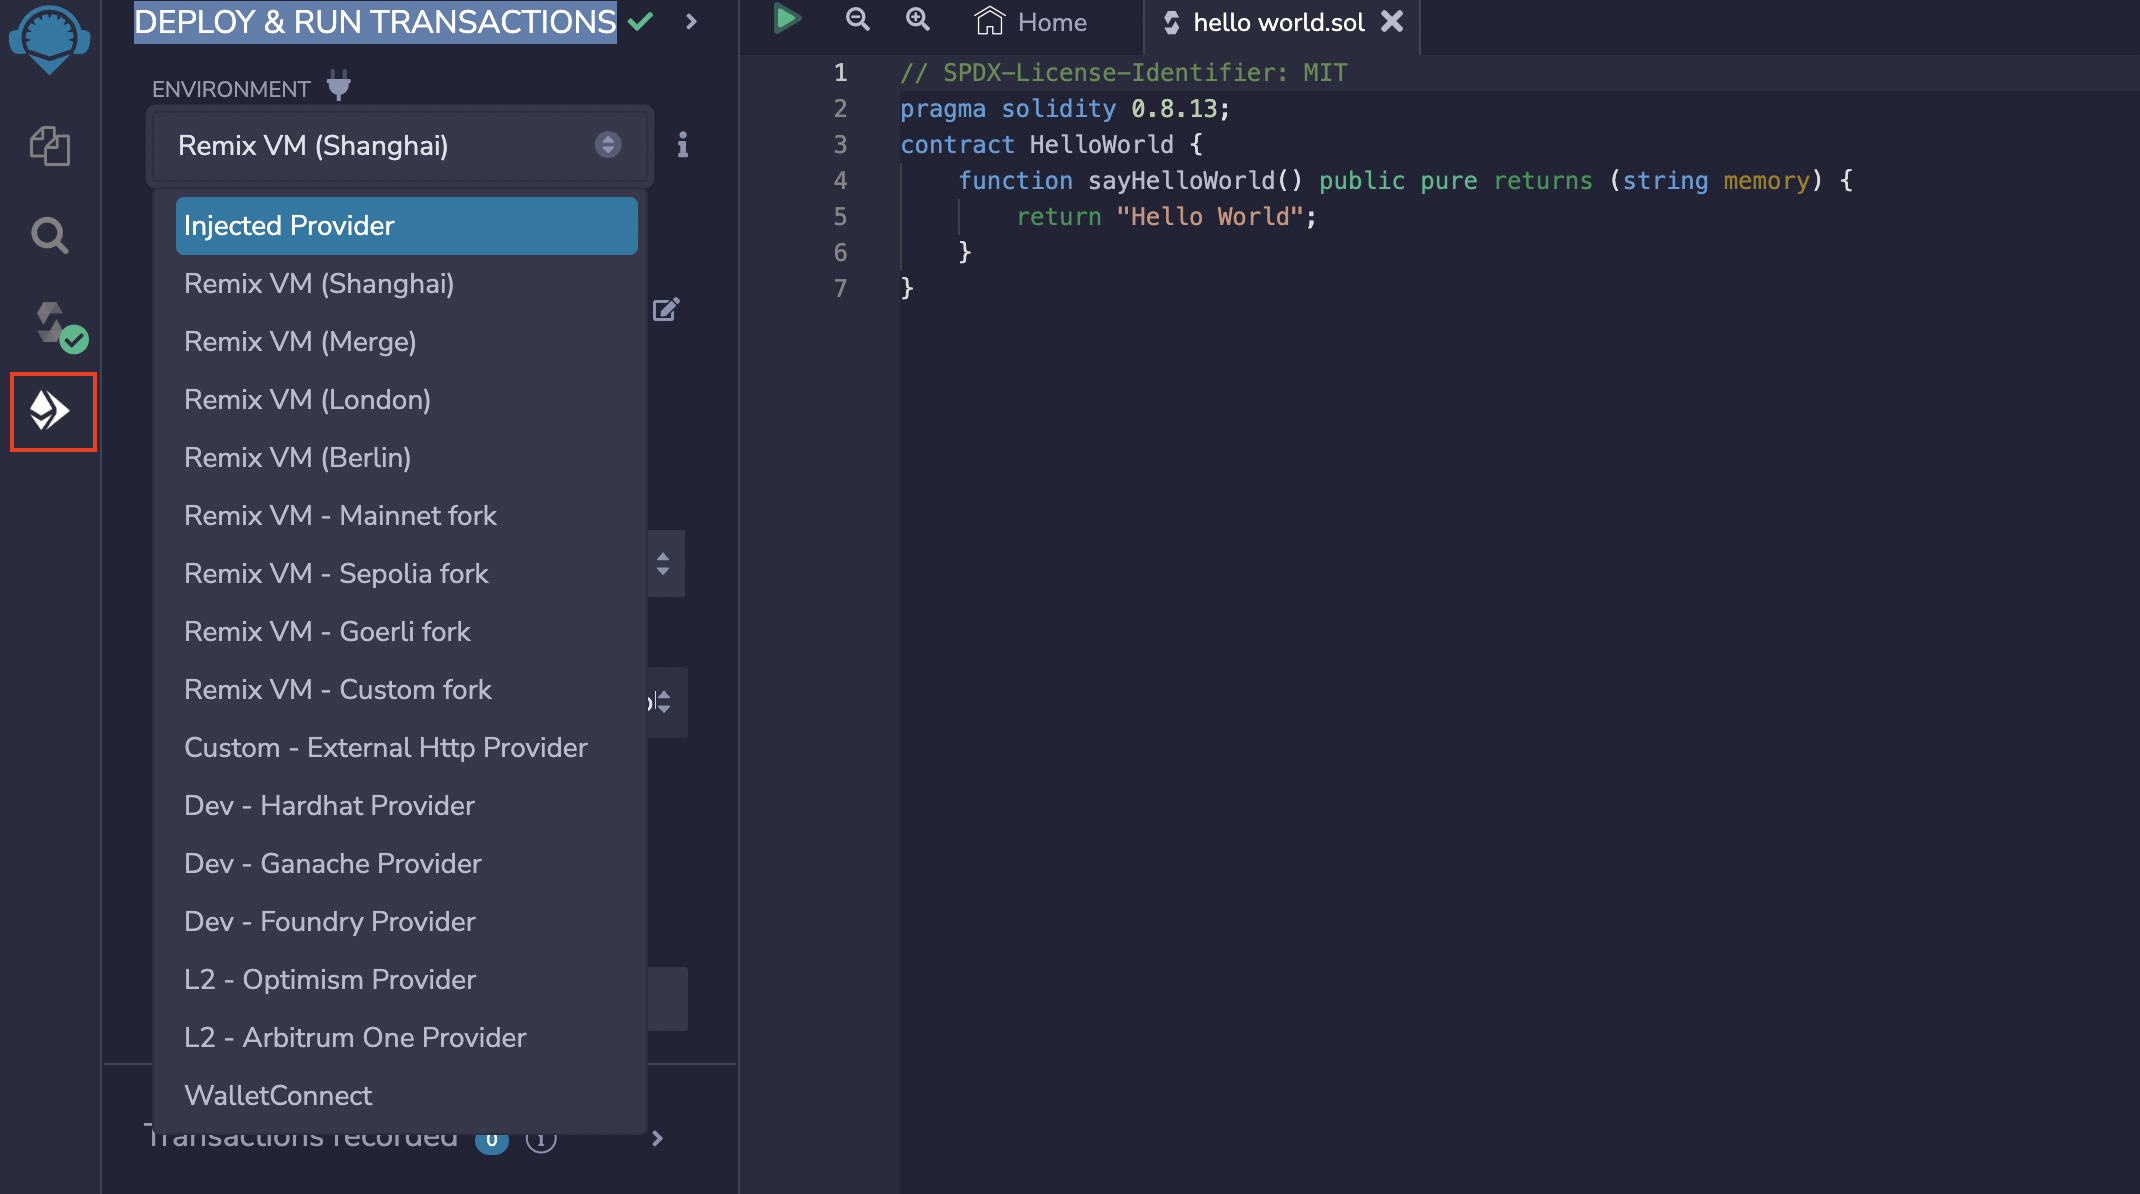 DEPLOY & RUN TRANSACTIONS
ENVIRONMENT
Remix VM (Shanghai)
Injected Provider
Remix VM (Shanghai)
Remix VM (Merge)
Remix VM (London)
Remix VM (Berlin)
Remix VM - Mainnet fork
Remix VM - Sepolia fork
Remix VM - Goerli fork
Remix VM - Custom fork
Custom - External Http Provider
Dev - Hardhat Provider
Dev - Ganache Provider
Dev - Foundry Provider
L2 - Optimism Provider
L2 - Arbitrum One Provider
WalletConnect
Transactions recorded 0
Home
hello world.sol
1 // SPDX-License-Identifier: MIT
2 pragma solidity 0.8.13;
3 contract HelloWorld {
4 function sayHelloWorld() public pure returns (string memory) {
5 return "Hello World";
6 }
7 }